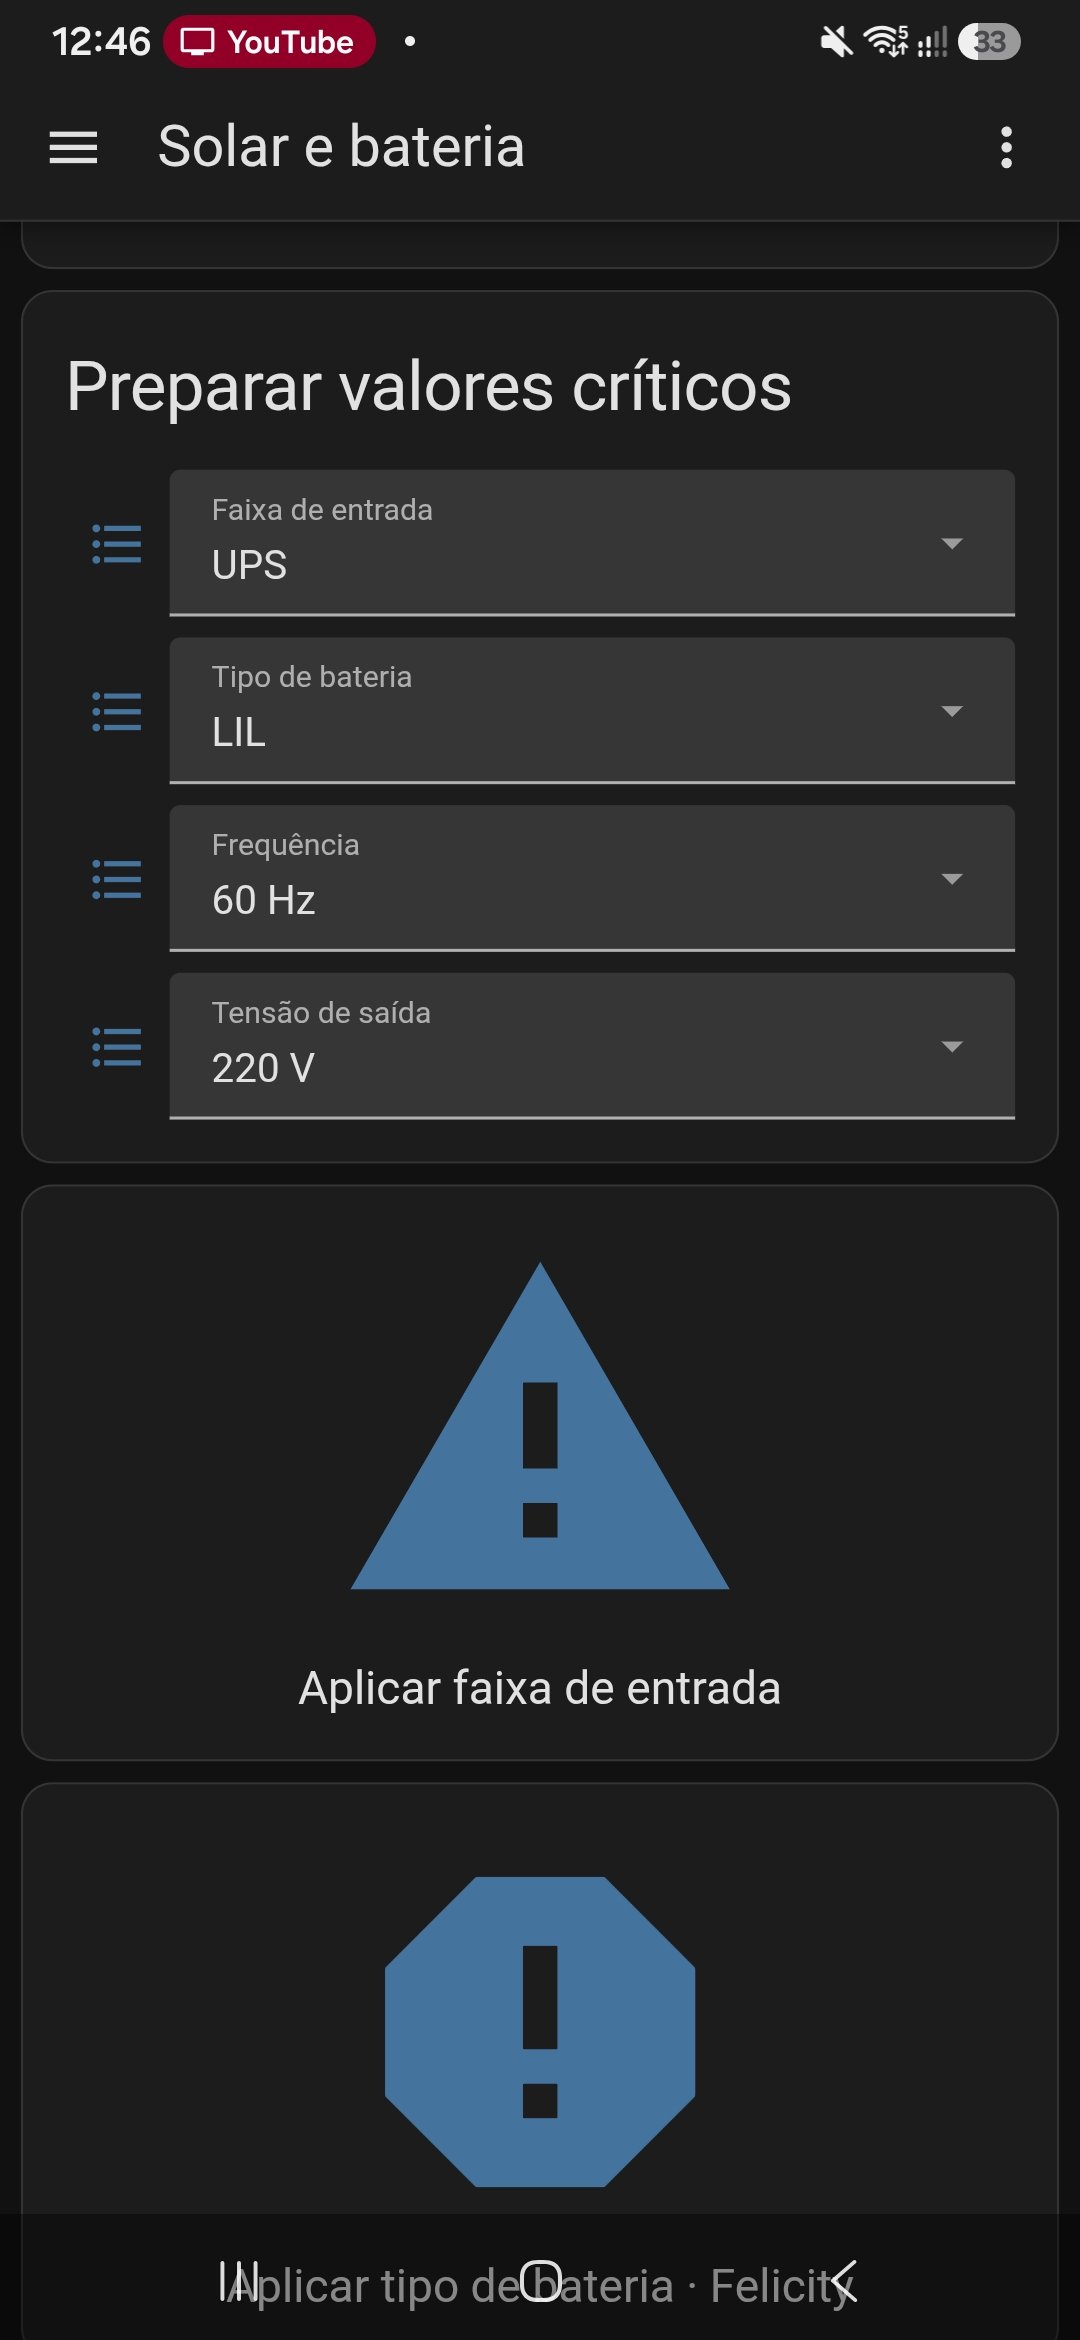 12:46 YouTube 5 33
Solar e bateria
Preparar valores críticos
Faixa de entrada
UPS
Tipo de bateria
LIL
Frequência
60 Hz
Tensão de saída
220 V
Aplicar faixa de entrada
Aplicar tipo de bateria · Felicity